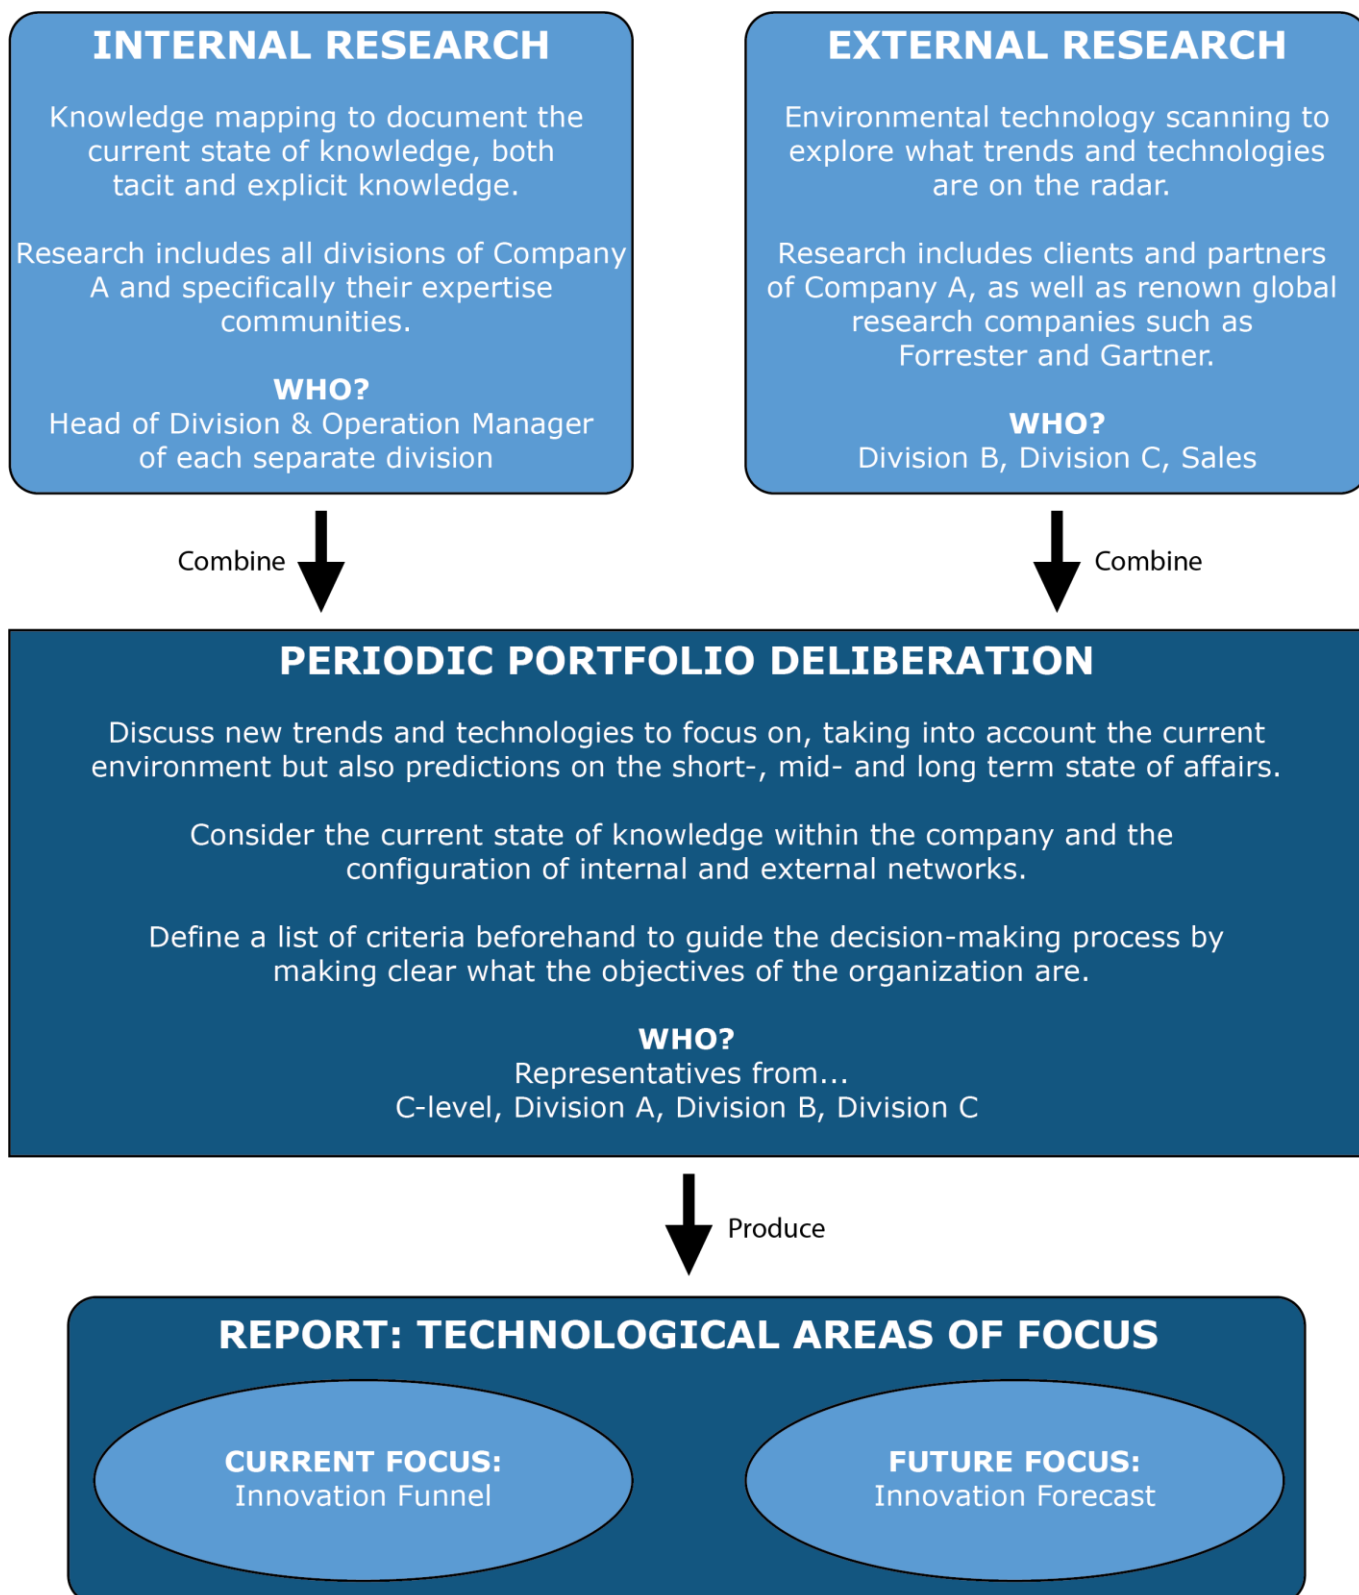 INTERNAL RESEARCH
Knowledge mapping to document the
current state of knowledge, both
tacit and explicit knowledge.
Research includes all divisions of Company
A and specifically their expertise
communities.
WHO?
Head of Division & Operation Manager
of each separate division
EXTERNAL RESEARCH
Environmental technology scanning to
explore what trends and technologies
are on the radar.
Research includes clients and partners
of Company A, as well as renown global
research companies such as
Forrester and Gartner.
WHO?
Division B, Division C, Sales
Combine
Combine
PERIODIC PORTFOLIO DELIBERATION
Discuss new trends and technologies to focus on, taking into account the current
environment but also predictions on the short-, mid- and long term state of affairs.
Consider the current state of knowledge within the company and the
configuration of internal and external networks.
Define a list of criteria beforehand to guide the decision-making process by
making clear what the objectives of the organization are.
WHO?
Representatives from...
C-level, Division A, Division B, Division C
Produce
REPORT: TECHNOLOGICAL AREAS OF FOCUS
CURRENT FOCUS:
Innovation Funnel
FUTURE FOCUS:
Innovation Forecast